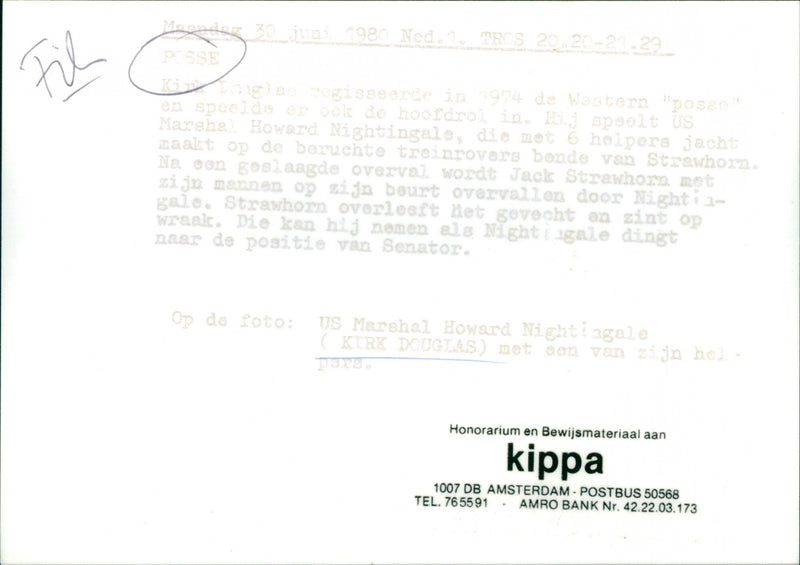 Maandag 30 juni 1980 Ned.1. TROS 20.20-21.29
POSSE
Kirk Douglas regisseerde in 1974 de Western "posse"
en speelde er ook de hoofdrol in. Hij speelt US
Marshal Howard Nightingale, die met 6 helpers jacht
maakt op de beruchte treinrovers bende van Strawhorn.
Na een geslaagde overval wordt Jack Strawhorn met
zijn mannen op zijn beurt overvallen door Nightin-
gale. Strawhorn overleeft het gevecht en zint op
wraak. Die kan hij nemen als Nightingale dingt
naar de positie van Senator.
Op de foto: US Marshal Howard Nightingale
( KIRK DOUGLAS) met een van zijn hel-
pers.
Honorarium en Bewijsmateriaal aan
kippa
1007 DB AMSTERDAM - POSTBUS 50568
TEL. 765591 - AMRO BANK Nr. 42.22.03.173